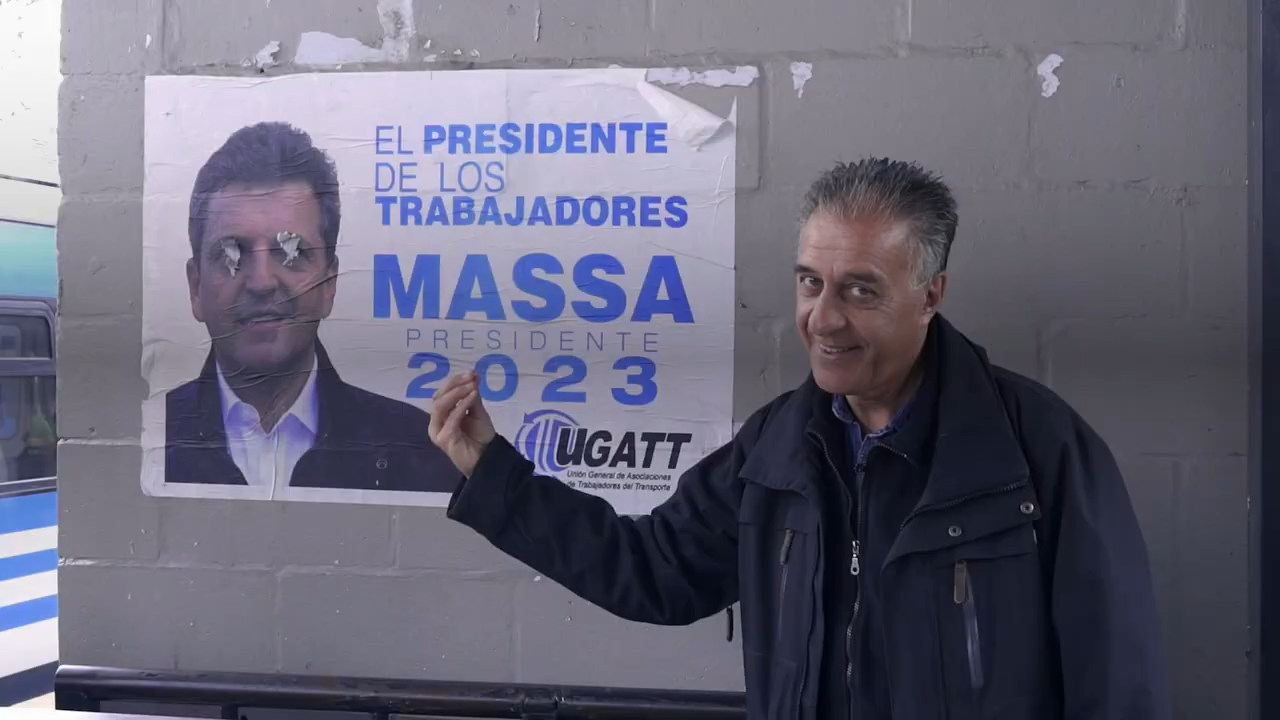 EL PRESIDENTE
DE LOS
TRABAJADORES
MASSA
PRESIDENTE
2023
UGATT
Unión General de Asociaciones
de Trabajadores del Transporte